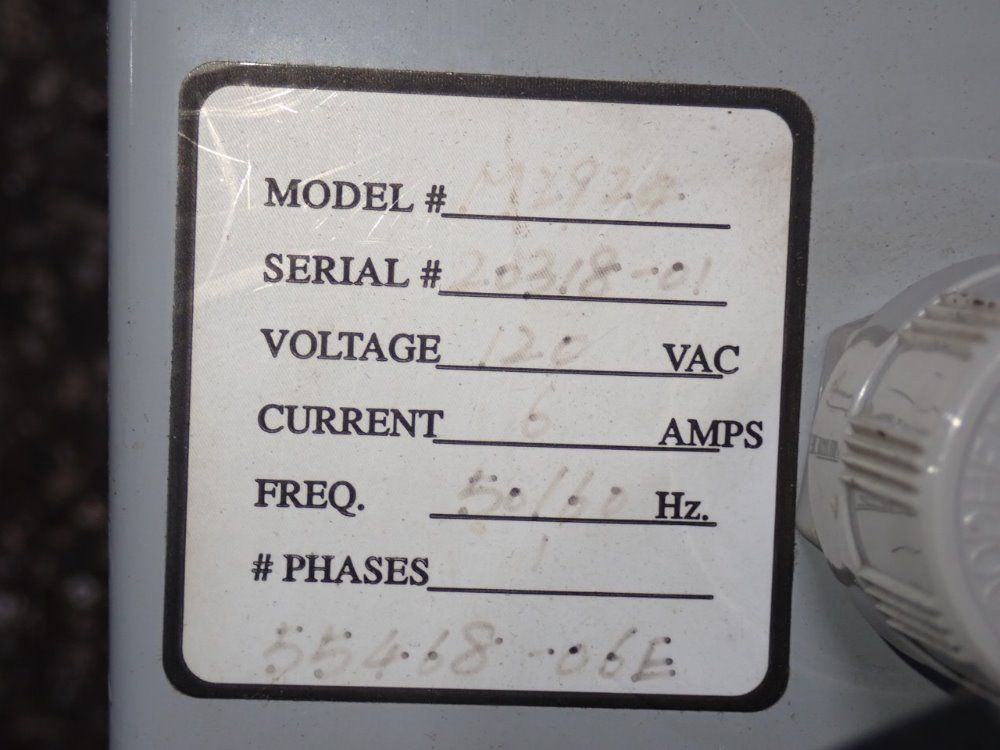 MODEL #
SERIAL # 20318-01
VOLTAGE 120 VAC
CURRENT 6 AMPS
FREQ. 50/60 Hz.
# PHASES 1
55468-06E